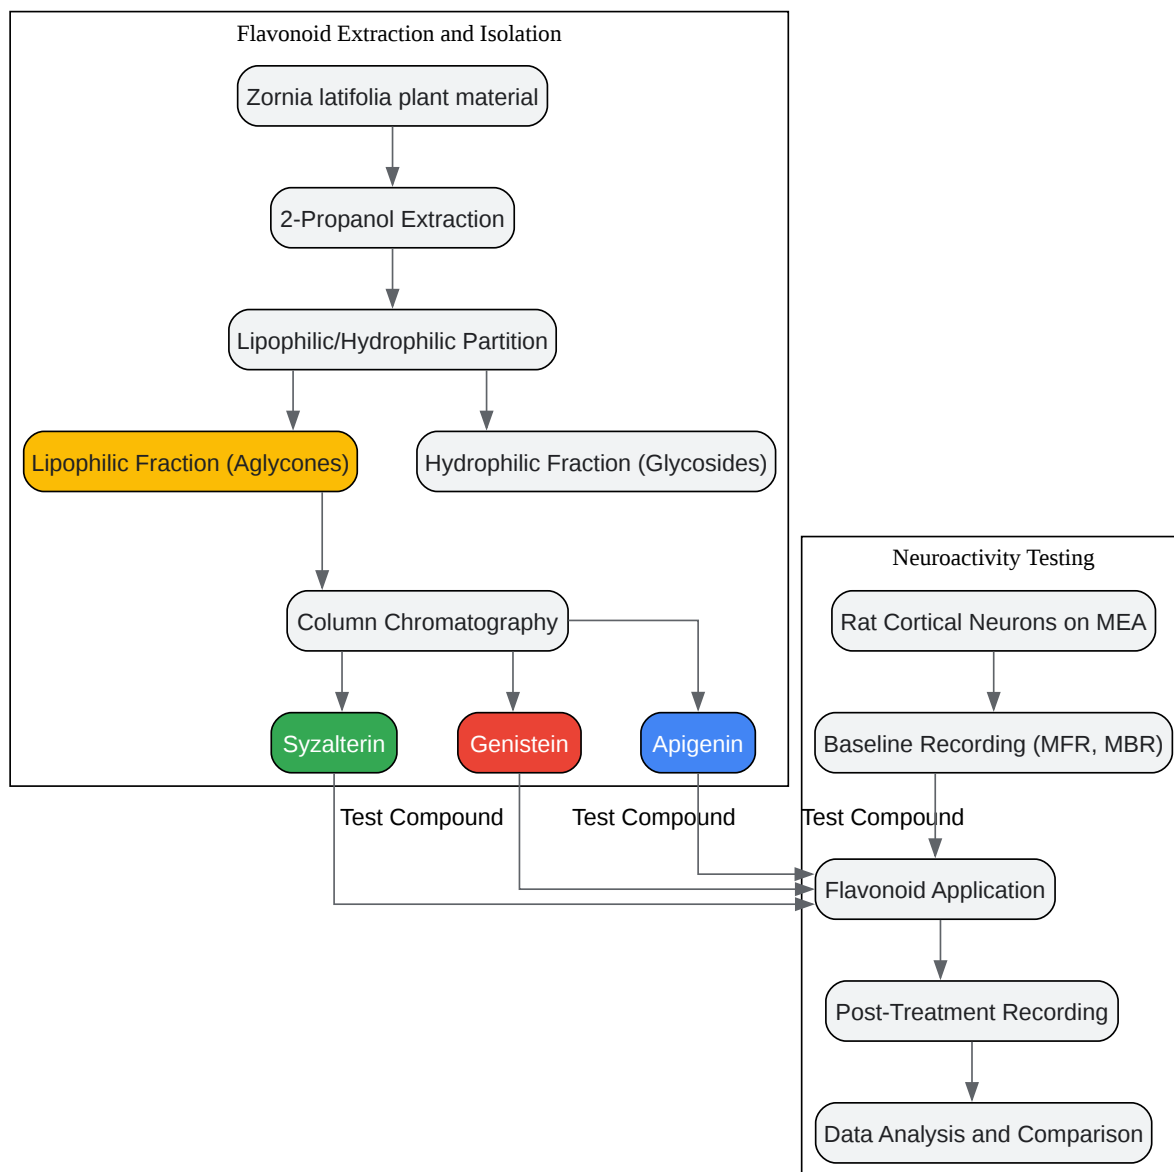 Flavonoid Extraction and Isolation
Zornia latifolia plant material
2-Propanol Extraction
Lipophilic/Hydrophilic Partition
Lipophilic Fraction (Aglycones)
Hydrophilic Fraction (Glycosides)
Column Chromatography
Syzalterin
Genistein
Apigenin
Test Compound
Test Compound
Test Compound
Neuroactivity Testing
Rat Cortical Neurons on MEA
Baseline Recording (MFR, MBR)
Flavonoid Application
Post-Treatment Recording
Data Analysis and Comparison